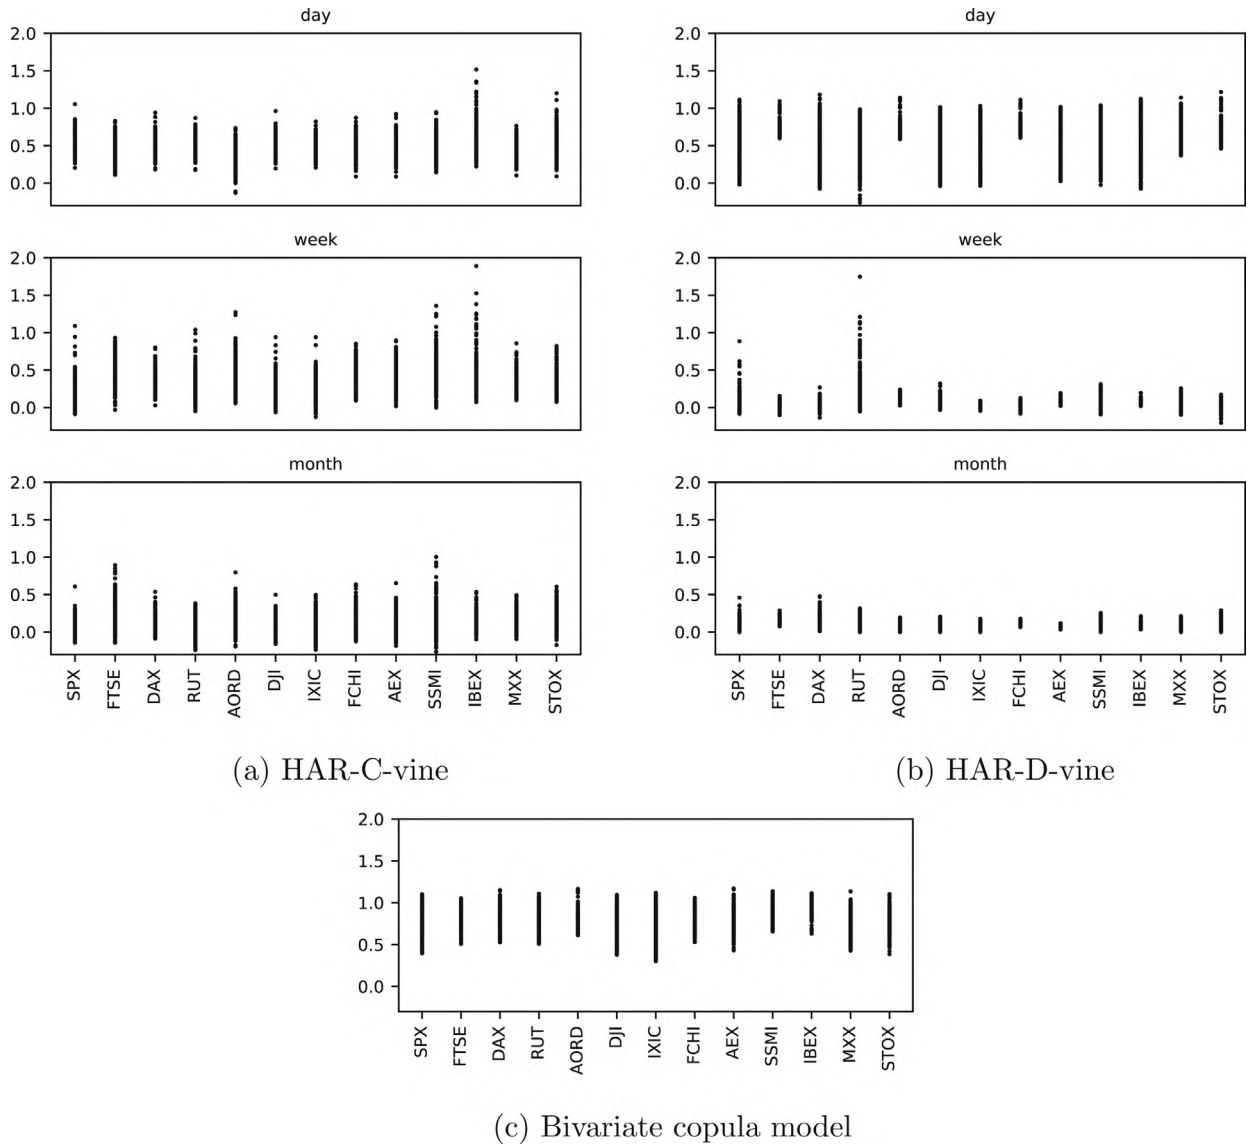 day
2.0
1.5
1.0
0.5
0.0
week
2.0
1.5
1.0
0.5
0.0
month
2.0
1.5
1.0
0.5
0.0
SPX
FTSE
DAX
RUT
AORD
DJI
IXIC
FCHI
AEX
SSMI
IBEX
MXX
STOX
(a) HAR-C-vine
day
2.0
1.5
1.0
0.5
0.0
week
2.0
1.5
1.0
0.5
0.0
month
2.0
1.5
1.0
0.5
0.0
SPX
FTSE
DAX
RUT
AORD
DJI
IXIC
FCHI
AEX
SSMI
IBEX
MXX
STOX
(b) HAR-D-vine
2.0
1.5
1.0
0.5
0.0
SPX
FTSE
DAX
RUT
AORD
DJI
IXIC
FCHI
AEX
SSMI
IBEX
MXX
STOX
(c) Bivariate copula model